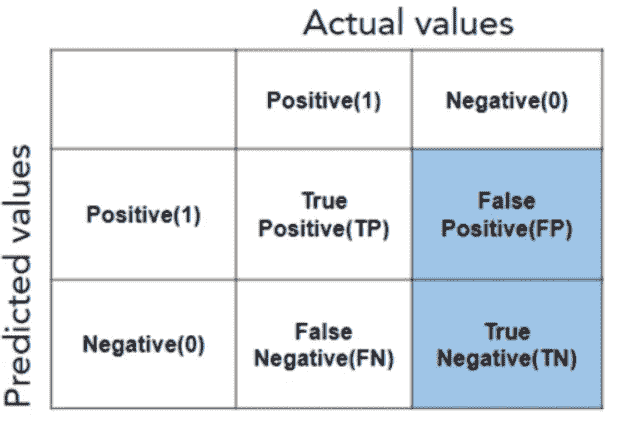 Actual values
Positive(1)
Negative(0)
Predicted values
Positive(1)
True
Positive(TP)
False
Positive(FP)
Negative(0)
False
Negative(FN)
True
Negative(TN)